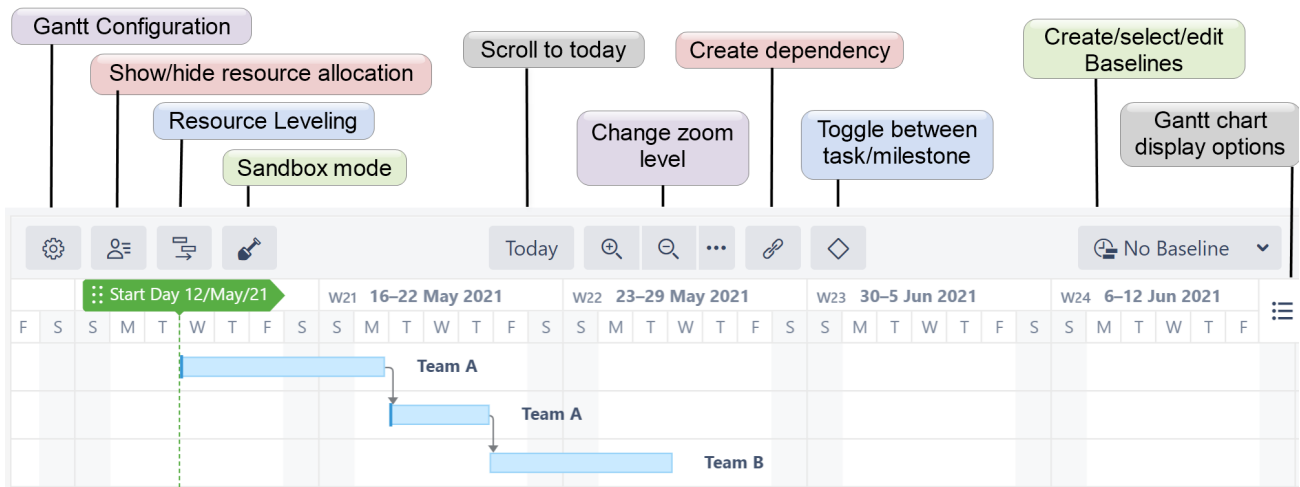 Gantt Configuration
Show/hide resource allocation
Resource Leveling
Sandbox mode
Scroll to today
Change zoom
level
Create dependency
Toggle between
task/milestone
Create/select/edit
Baselines
Gantt chart
display options
Today
No Baseline
Start Day 12/May/21
W21 16–22 May 2021
W22 23–29 May 2021
W23 30–5 Jun 2021
W24 6–12 Jun 2021
F S S M T W T F S S M T W T F S S M T W T F S S M T W T F S S M T W T F
Team A
Team A
Team B